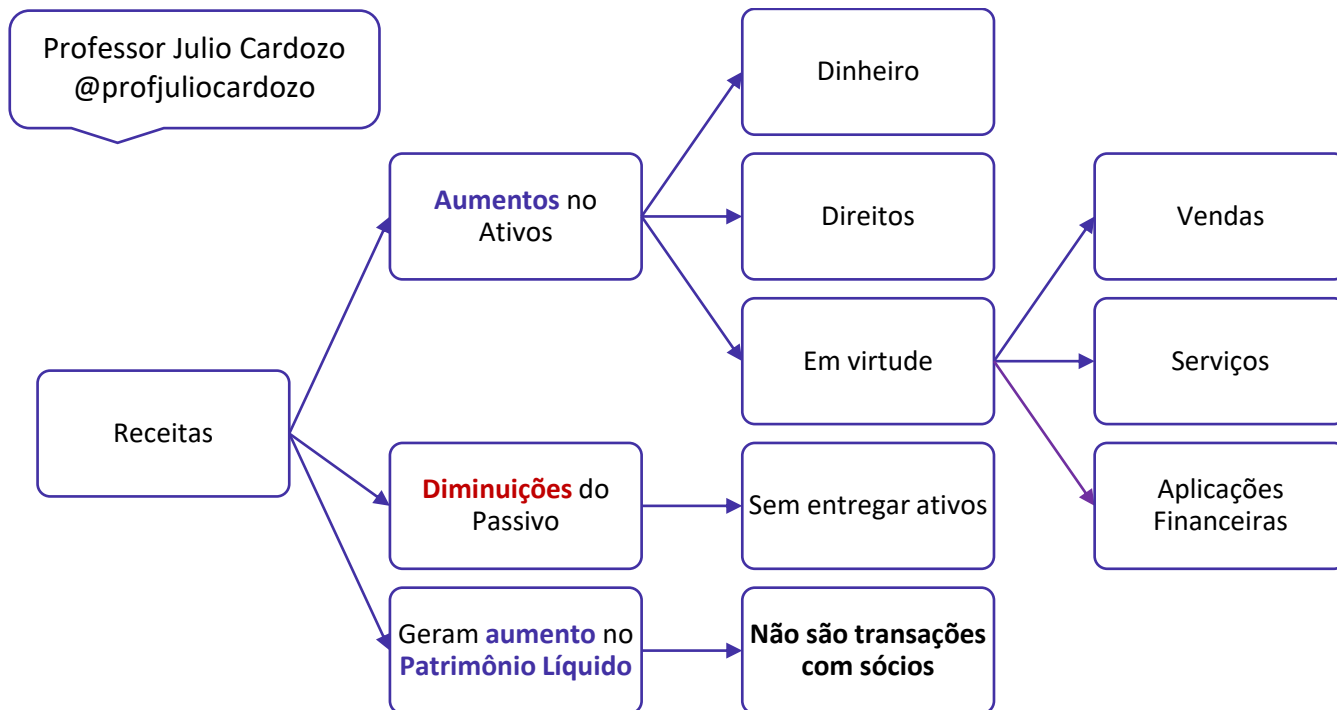 Professor Julio Cardozo
@profjuliocardozo
Receitas
Aumentos no
Ativos
Dinheiro
Direitos
Em virtude
Vendas
Serviços
Aplicações
Financeiras
Diminuições do
Passivo
Sem entregar ativos
Geram aumento no
Patrimônio Líquido
Não são transações
com sócios